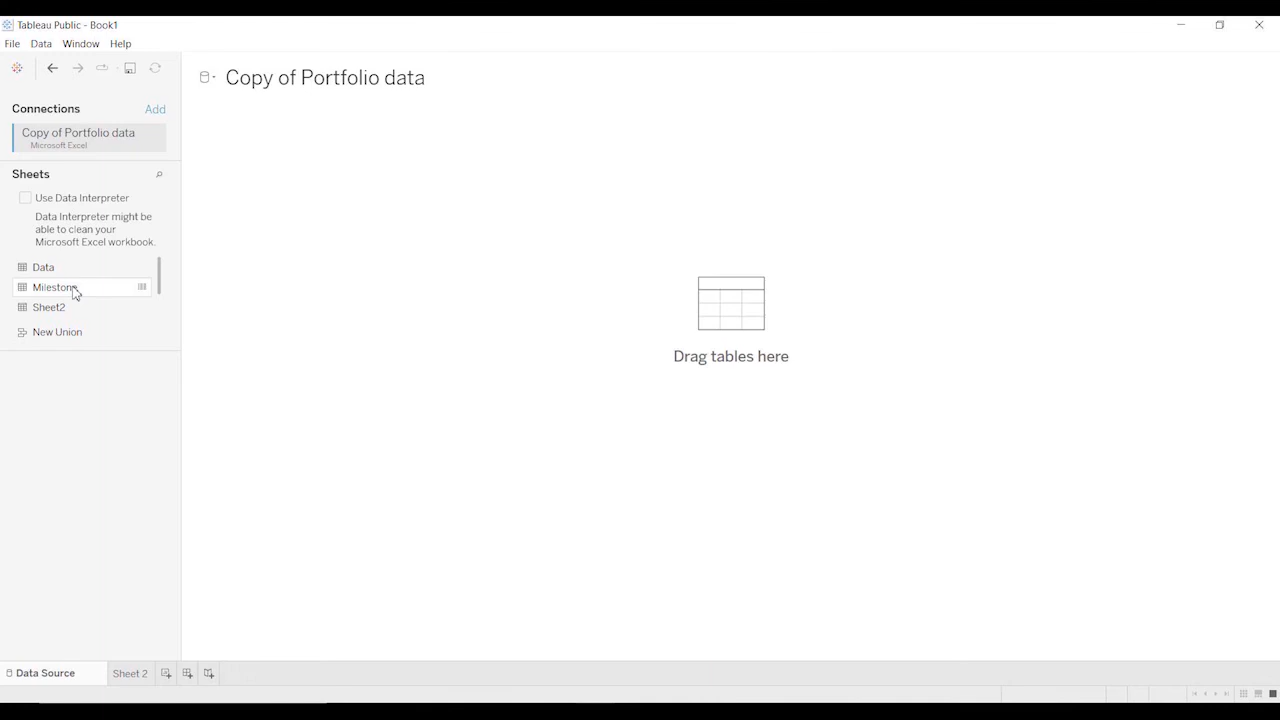 Tableau Public - Book1
File Data Window Help
Copy of Portfolio data
Connections Add
Copy of Portfolio data
Microsoft Excel
Sheets
Use Data Interpreter
Data Interpreter might be
able to clean your
Microsoft Excel workbook.
Data
Milestone
Sheet2
New Union
Drag tables here
Data Source Sheet 2